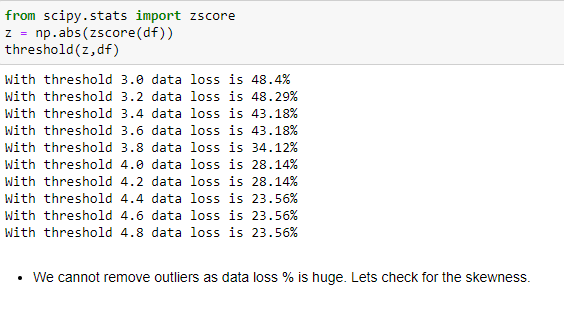 from scipy.stats import zscore
z = np.abs(zscore(df))
threshold(z,df)
With threshold 3.0 data loss is 48.4%
With threshold 3.2 data loss is 48.29%
With threshold 3.4 data loss is 43.18%
With threshold 3.6 data loss is 43.18%
With threshold 3.8 data loss is 34.12%
With threshold 4.0 data loss is 28.14%
With threshold 4.2 data loss is 28.14%
With threshold 4.4 data loss is 23.56%
With threshold 4.6 data loss is 23.56%
With threshold 4.8 data loss is 23.56%
• We cannot remove outliers as data loss % is huge. Lets check for the skewness.